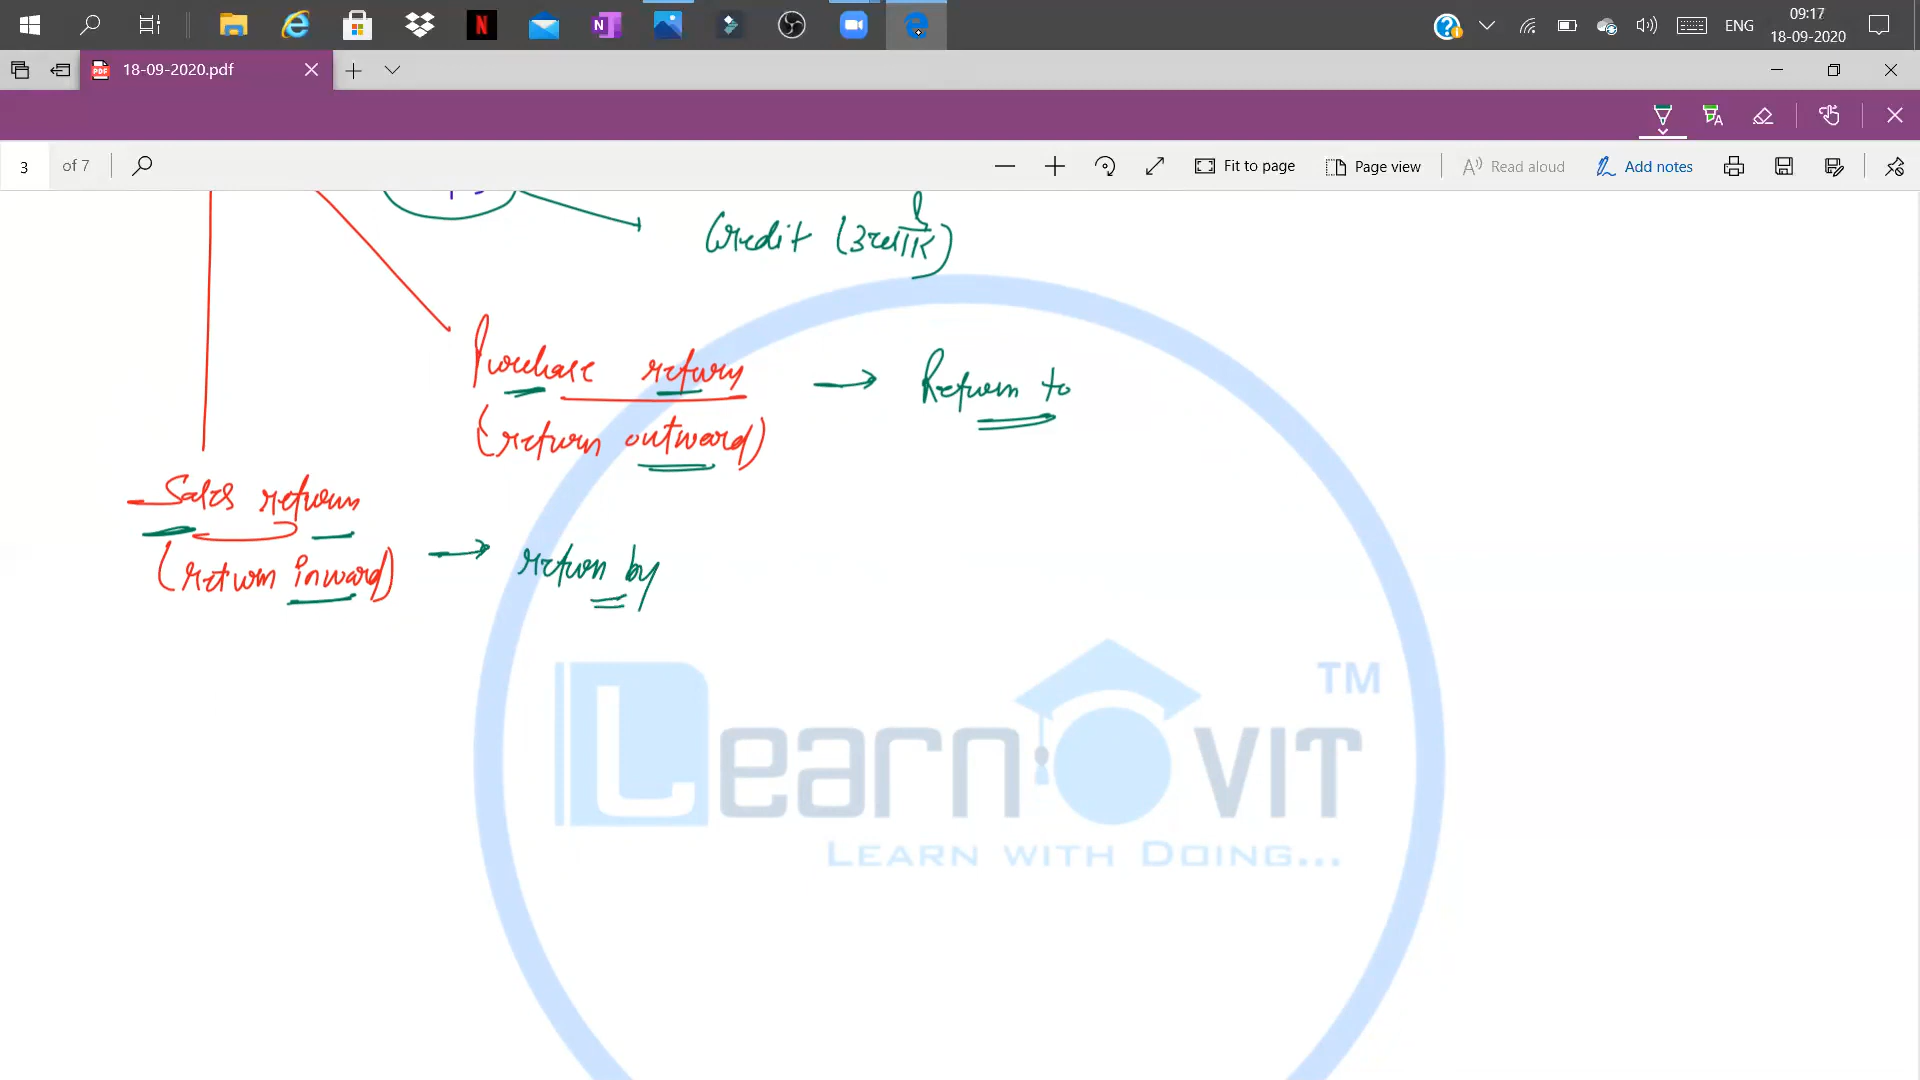 09:17
ENG
18-09-2020
18-09-2020.pdf
3 of 7
Fit to page
Page view
Read aloud
Add notes
Credit
Purchase return → Return to
(return outward)
Sales return
(return inward) → return by
TM
Learn VIT
LEARN WITH DOING...